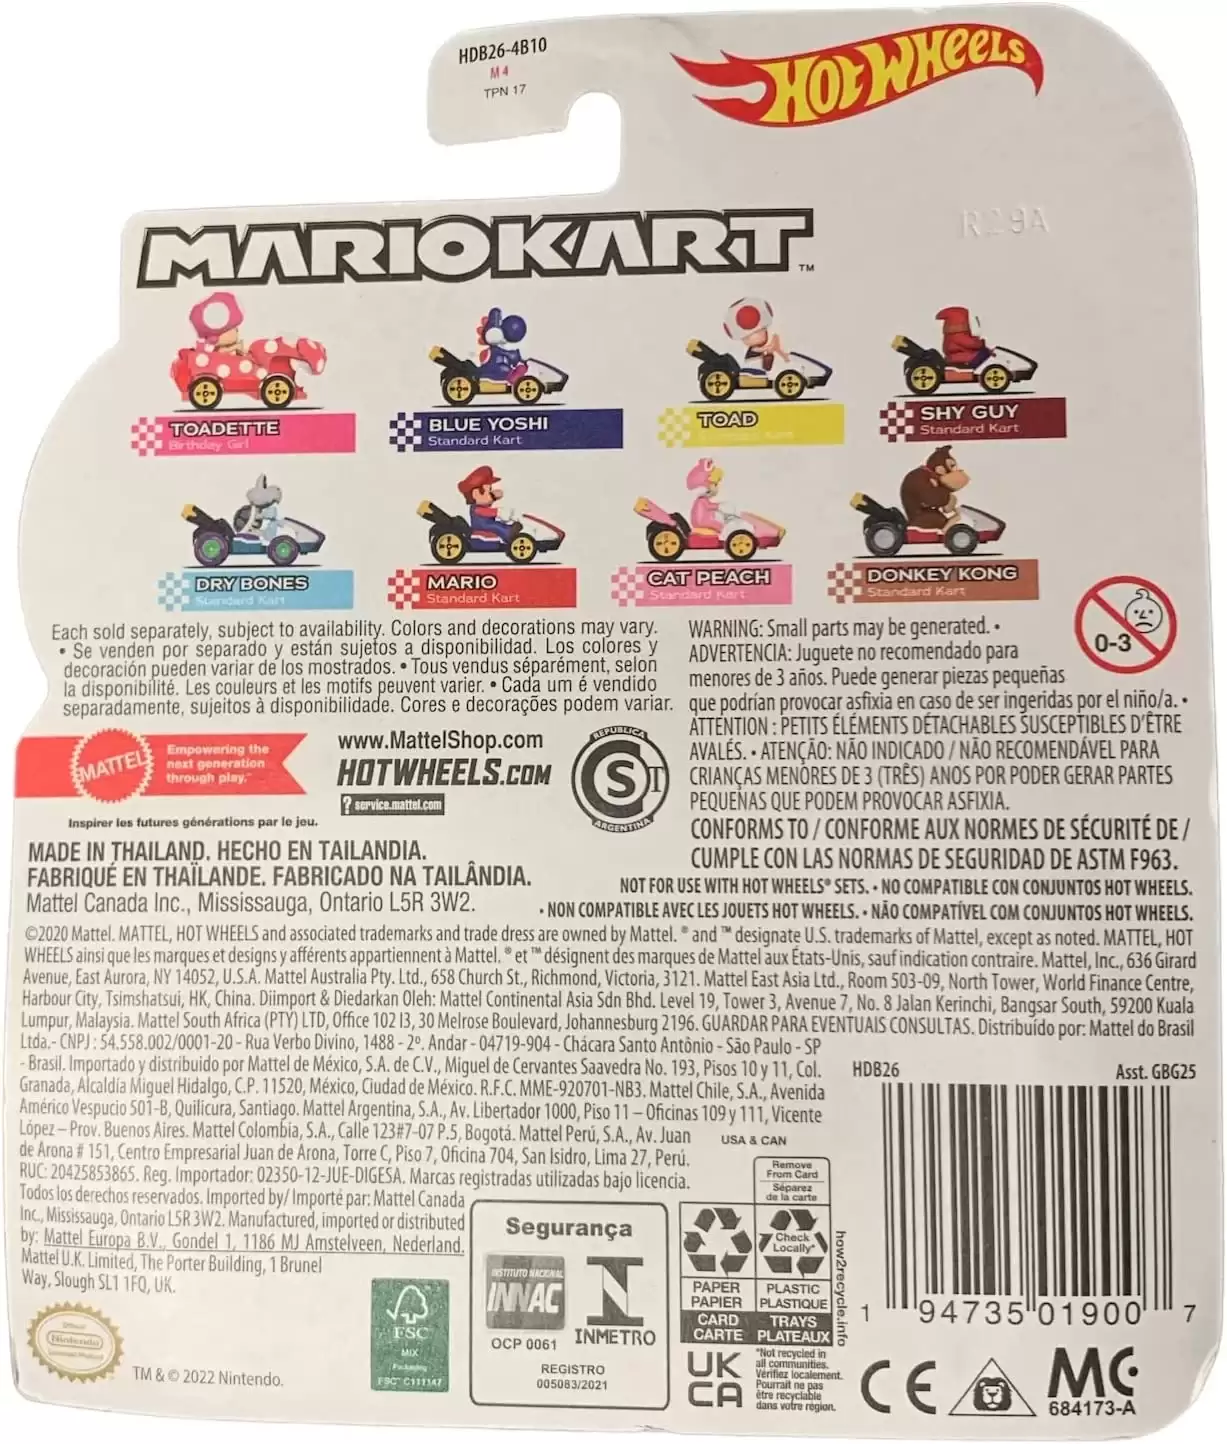 HDB26-4B10
M4
TPN 17
HOT WHEELS
R29A
MARIOKART™
TOADETTE
Birthday Girl
BLUE YOSHI
Standard Kart
TOAD
Standard Kart
SHY GUY
Standard Kart
DRY BONES
Standard Kart
MARIO
Standard Kart
CAT PEACH
Standard Kart
DONKEY KONG
Standard Kart
Each sold separately, subject to availability. Colors and decorations may vary.
• Se venden por separado y están sujetos a disponibilidad. Los colores y
decoración pueden variar de los mostrados. • Tous vendus séparément, selon
la disponibilité. Les couleurs et les motifs peuvent varier. • Cada um é vendido
separadamente, sujeitos à disponibilidade. Cores e decorações podem variar.
WARNING: Small parts may be generated. •
ADVERTENCIA: Juguete no recomendado para
menores de 3 años. Puede generar piezas pequeñas
que podrían provocar asfixia en caso de ser ingeridas por el niño/a. •
ATTENTION : PETITS ÉLÉMENTS DÉTACHABLES SUSCEPTIBLES D'ÊTRE
AVALÉS. • ATENÇÃO: NÃO INDICADO / NÃO RECOMENDÁVEL PARA
CRIANÇAS MENORES DE 3 (TRÊS) ANOS POR PODER GERAR PARTES
PEQUENAS QUE PODEM PROVOCAR ASFIXIA.
0-3
MATTEL
Empowering the
next generation
through play.™
Inspirer les futures générations par le jeu.
www.MattelShop.com
HOTWHEELS.COM
? service.mattel.com
REPUBLICA
ST
ARGENTINA
CONFORMS TO / CONFORME AUX NORMES DE SÉCURITÉ DE /
CUMPLE CON LAS NORMAS DE SEGURIDAD DE ASTM F963.
MADE IN THAILAND. HECHO EN TAILANDIA.
FABRIQUÉ EN THAÏLANDE. FABRICADO NA TAILÂNDIA.
Mattel Canada Inc., Mississauga, Ontario L5R 3W2.
NOT FOR USE WITH HOT WHEELS® SETS. • NO COMPATIBLE CON CONJUNTOS HOT WHEELS.
• NON COMPATIBLE AVEC LES JOUETS HOT WHEELS. • NÃO COMPATÍVEL COM CONJUNTOS HOT WHEELS.
©2020 Mattel. MATTEL, HOT WHEELS and associated trademarks and trade dress are owned by Mattel. ® and ™ designate U.S. trademarks of Mattel, except as noted. MATTEL, HOT
WHEELS ainsi que les marques et designs y afférents appartiennent à Mattel. ® et ™ désignent des marques de Mattel aux États-Unis, sauf indication contraire. Mattel, Inc., 636 Girard
Avenue, East Aurora, NY 14052, U.S.A. Mattel Australia Pty. Ltd., 658 Church St., Richmond, Victoria, 3121. Mattel East Asia Ltd., Room 503-09, North Tower, World Finance Centre,
Harbour City, Tsimshatsui, HK, China. Diimport & Diedarkan Oleh: Mattel Continental Asia Sdn Bhd. Level 19, Tower 3, Avenue 7, No. 8 Jalan Kerinchi, Bangsar South, 59200 Kuala
Lumpur, Malaysia. Mattel South Africa (PTY) LTD, Office 102 I3, 30 Melrose Boulevard, Johannesburg 2196. GUARDAR PARA EVENTUAIS CONSULTAS. Distribuído por: Mattel do Brasil
Ltda.- CNPJ : 54.558.002/0001-20 - Rua Verbo Divino, 1488 - 2º. Andar - 04719-904 - Chácara Santo Antônio - São Paulo - SP
- Brasil. Importado y distribuido por Mattel de México, S.A. de C.V., Miguel de Cervantes Saavedra No. 193, Pisos 10 y 11, Col.
Granada, Alcaldía Miguel Hidalgo, C.P. 11520, México, Ciudad de México. R.F.C. MME-920701-NB3. Mattel Chile, S.A., Avenida
Américo Vespucio 501-B, Quilicura, Santiago. Mattel Argentina, S.A., Av. Libertador 1000, Piso 11 – Oficinas 109 y 111, Vicente
López – Prov. Buenos Aires. Mattel Colombia, S.A., Calle 123#7-07 P.5, Bogotá. Mattel Perú, S.A., Av. Juan
de Arona # 151, Centro Empresarial Juan de Arona, Torre C, Piso 7, Oficina 704, San Isidro, Lima 27, Perú.
RUC: 20425853865. Reg. Importador: 02350-12-JUE-DIGESA. Marcas registradas utilizadas bajo licencia.
Todos los derechos reservados. Imported by/ Importé par: Mattel Canada
Inc., Mississauga, Ontario L5R 3W2. Manufactured, imported or distributed
by: Mattel Europa B.V., Gondel 1, 1186 MJ Amstelveen, Nederland.
Mattel U.K. Limited, The Porter Building, 1 Brunel
Way, Slough SL1 1FQ, UK.
HDB26
Asst. GBG25
1 94735 01900 7
USA & CAN
Remove
From Card
Séparez
de la carte
Check
Locally*
PAPER
PAPIER
PLASTIC
PLASTIQUE
CARD
CARTE
TRAYS
PLATEAUX
how2recycle.info
*Not recycled in
all communities.
Vérifiez localement.
Pourrait ne pas
être recyclable
dans votre région.
UK
CA
Segurança
INSTITUTO NACIONAL
INNAC
OCP 0061
INMETRO
REGISTRO
005083/2021
FSC
MIX
Packaging
FSC™ C111147
Official
Nintendo
Licensed Product
TM & © 2022 Nintendo.
CE
MC
684173-A